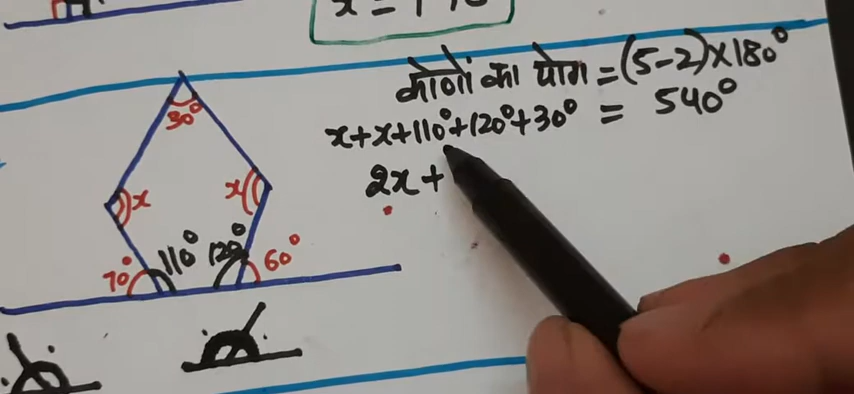 कोणों का योग = (5-2)×180°
x+x+110°+120°+30° = 540°
2x+
30°
x x
110° 120°
70° 60°